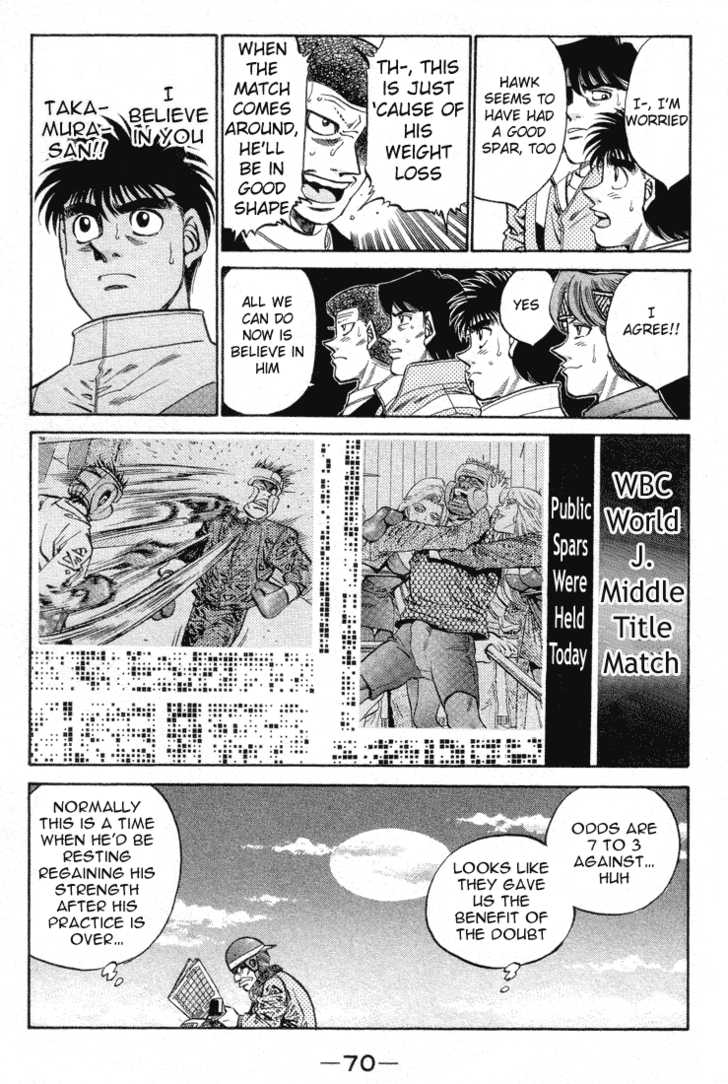 I-, I'M
WORRIED
HAWK
SEEMS TO
HAVE HAD
A GOOD
SPAR, TOO
TH-, THIS
IS JUST
'CAUSE OF
HIS
WEIGHT
LOSS
WHEN
THE
MATCH
COMES
AROUND,
HE'LL
BE IN
GOOD
SHAPE
I
BELIEVE
IN YOU
TAKA-
MURA-
SAN!!
I
AGREE!!
YES
ALL WE
CAN DO
NOW IS
BELIEVE IN
HIM
WBC
World
J.
Middle
Title
Match
Public
Spars
Were
Held
Today
ODDS ARE
7 TO 3
AGAINST...
HUH
LOOKS LIKE
THEY GAVE
US THE
BENEFIT OF
THE DOUBT
NORMALLY
THIS IS A TIME
WHEN HE'D BE
RESTING
REGAINING HIS
STRENGTH
AFTER HIS
PRACTICE IS
OVER...
—70—